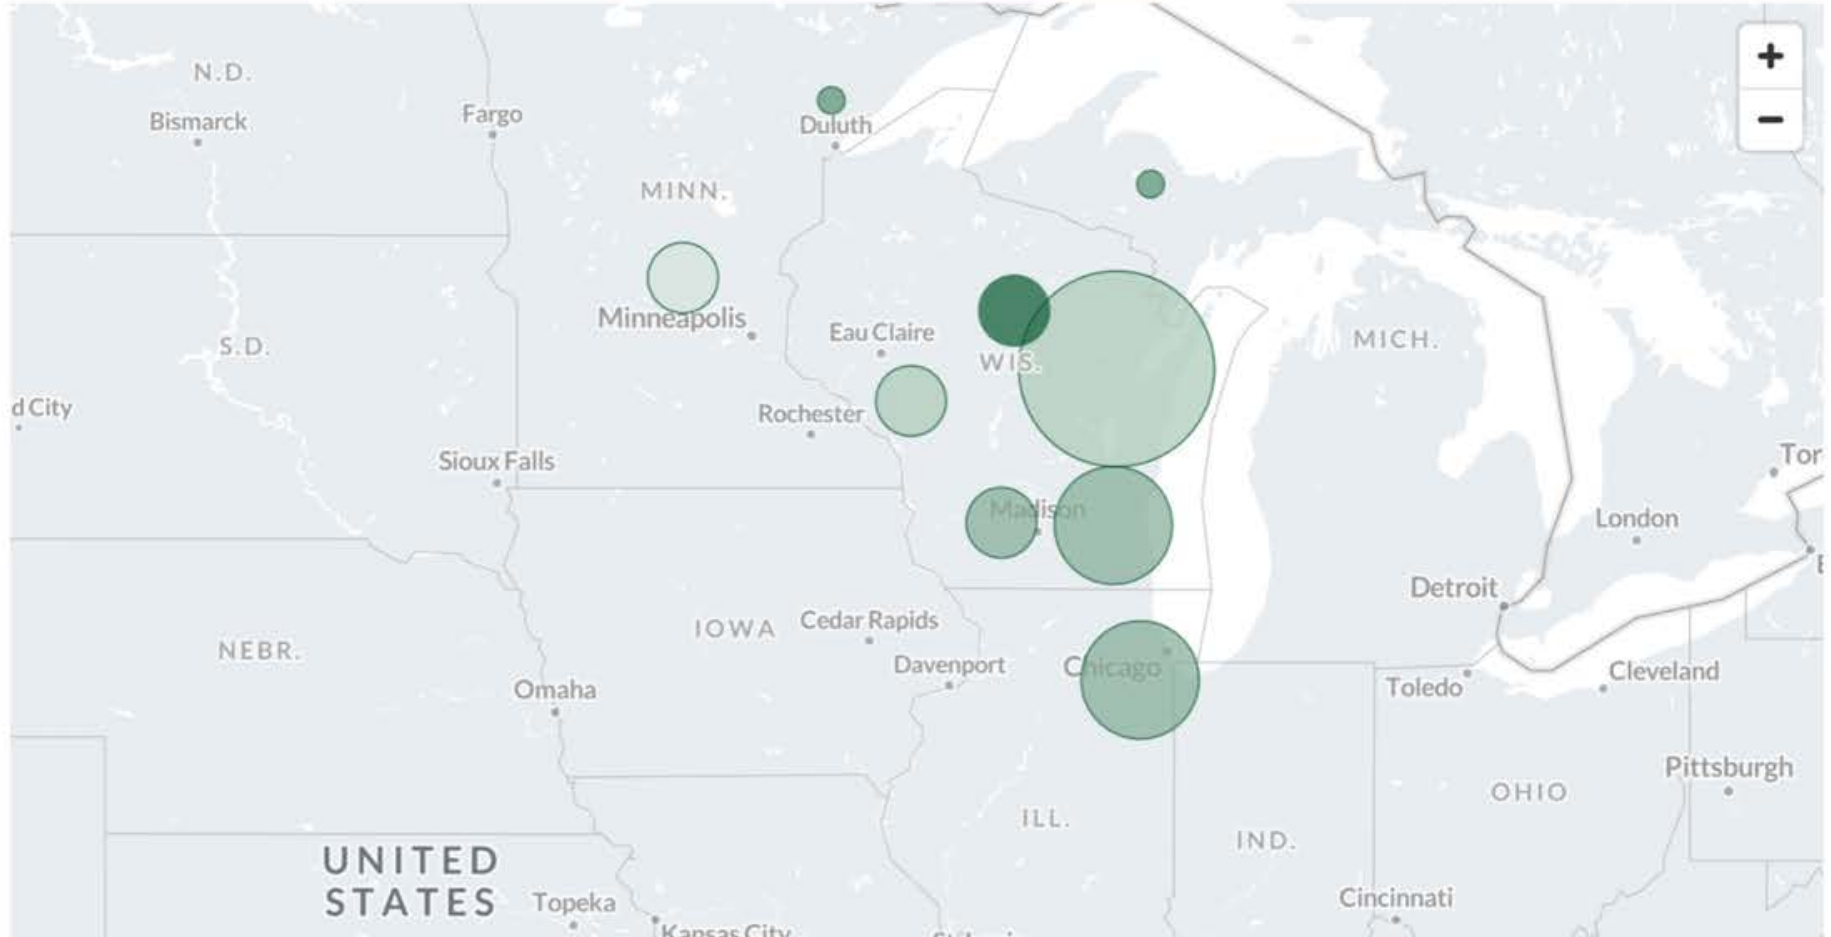 +
N.D.
Bismarck
Fargo
Duluth
−
MINN.
Minneapolis
Eau Claire
WIS.
MICH.
S.D.
d City
Rochester
Sioux Falls
Tor
Madison
London
Detroit
IOWA
Cedar Rapids
NEBR.
Davenport
Chicago
Cleveland
Toledo
Omaha
Pittsburgh
OHIO
ILL.
IND.
UNITED
STATES
Topeka
Cincinnati
Kansas City